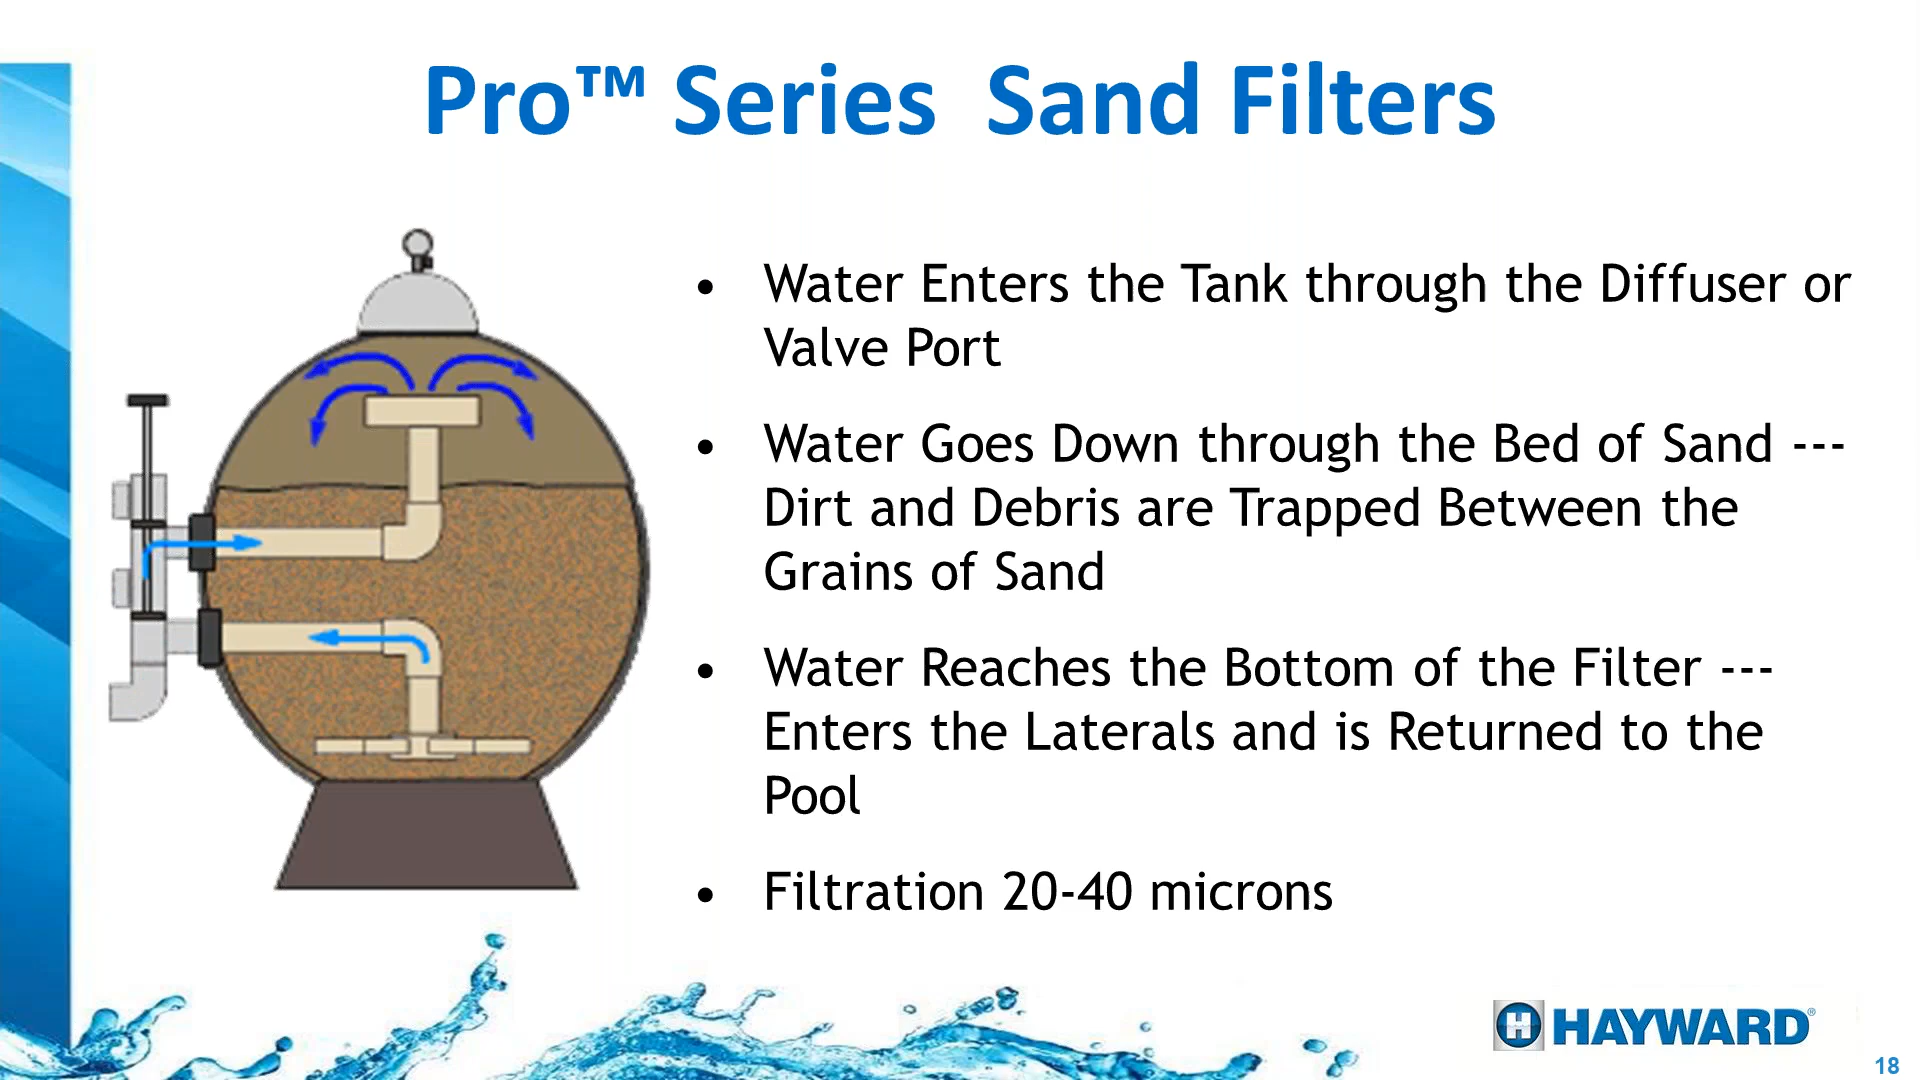 Pro™ Series Sand Filters
• Water Enters the Tank through the Diffuser or
Valve Port
• Water Goes Down through the Bed of Sand ---
Dirt and Debris are Trapped Between the
Grains of Sand
• Water Reaches the Bottom of the Filter ---
Enters the Laterals and is Returned to the
Pool
• Filtration 20-40 microns
H HAYWARD®
18